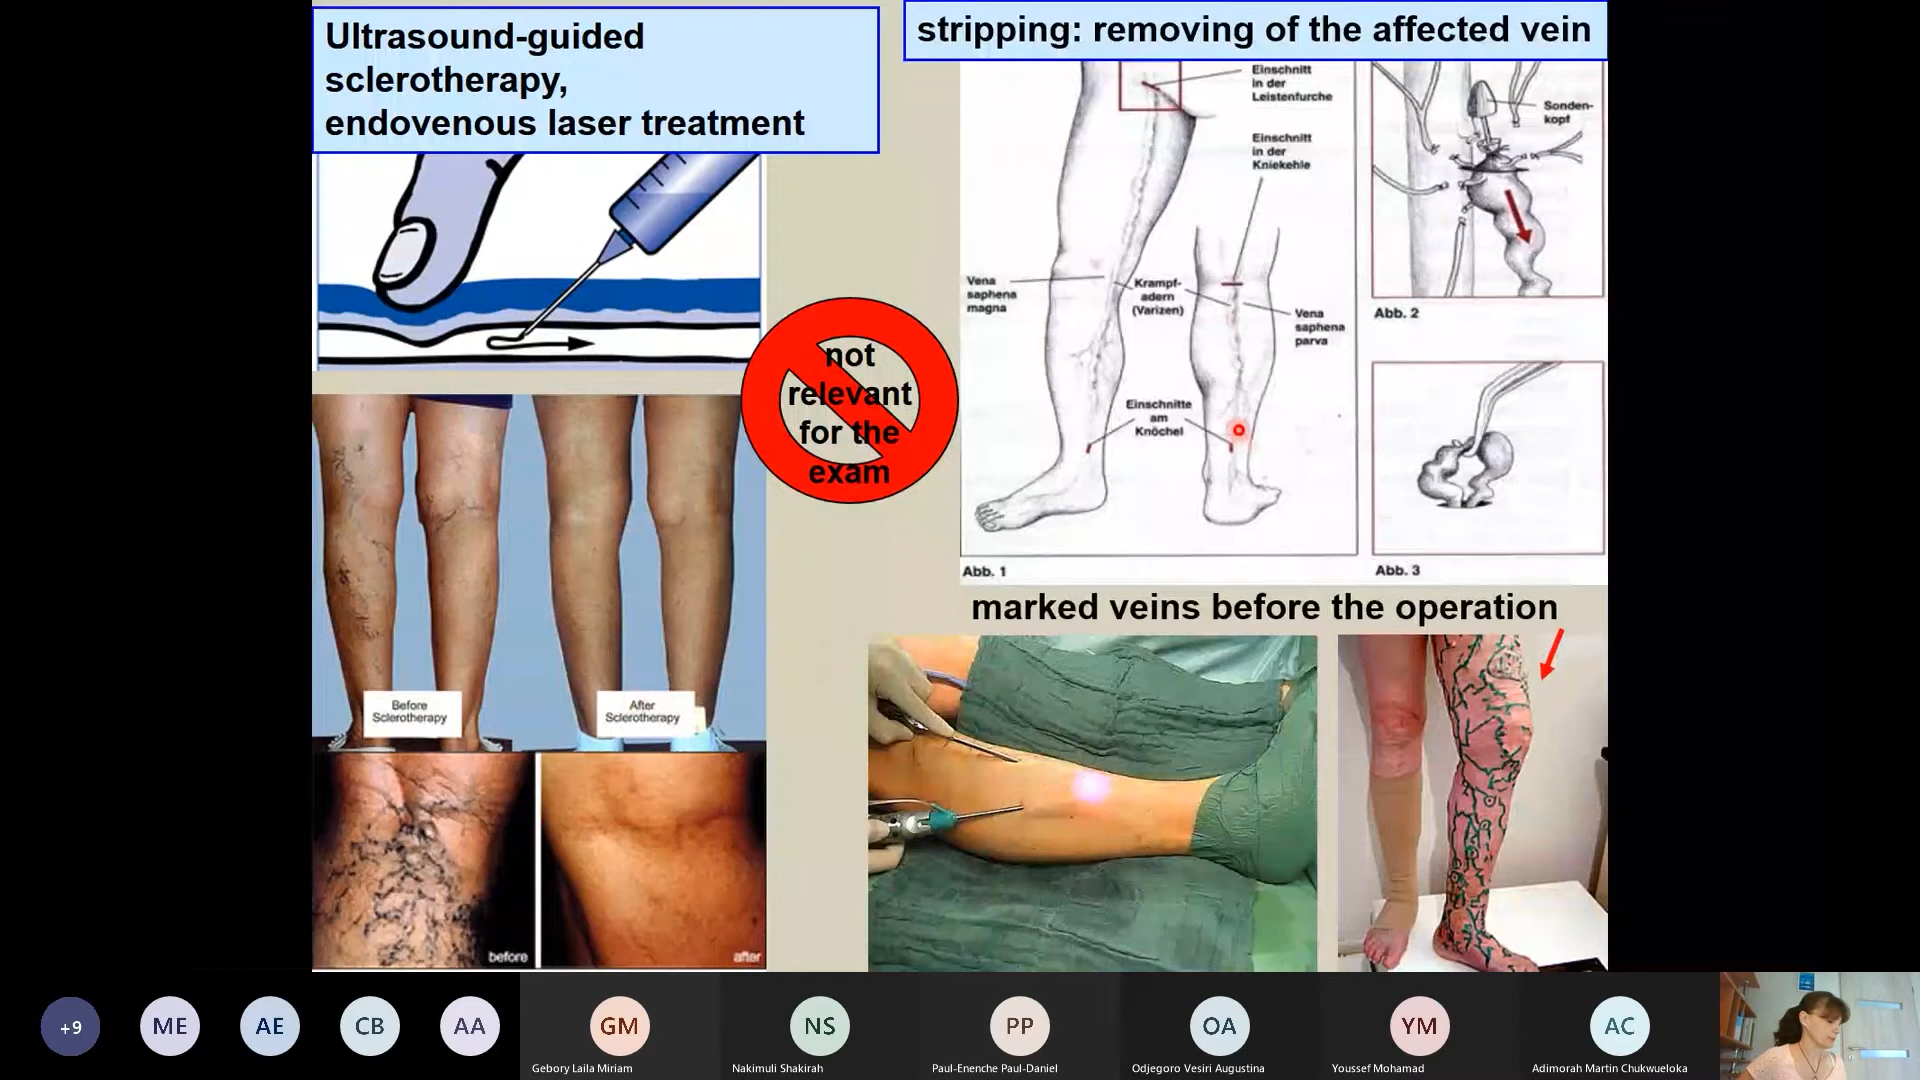 Ultrasound-guided
sclerotherapy,
endovenous laser treatment
stripping: removing of the affected vein
Einschnitt
in der
Leistenfurche
Einschnitt
in der
Kniekehle
Vena
saphena
magna
Krampf-
adern
(Varizen)
Vena
saphena
parva
Einschnitte
am
Knöchel
Abb. 1
Sonden-
kopf
Abb. 2
Abb. 3
not
relevant
for the
exam
Before
Sclerotherapy
After
Sclerotherapy
before
after
marked veins before the operation
+9
ME
AE
CB
AA
GM
Gebory Laila Miriam
NS
Nakimuli Shakirah
PP
Paul-Enenche Paul-Daniel
OA
Odjegoro Vesiri Augustina
YM
Youssef Mohamad
AC
Adimorah Martin Chukwueloka